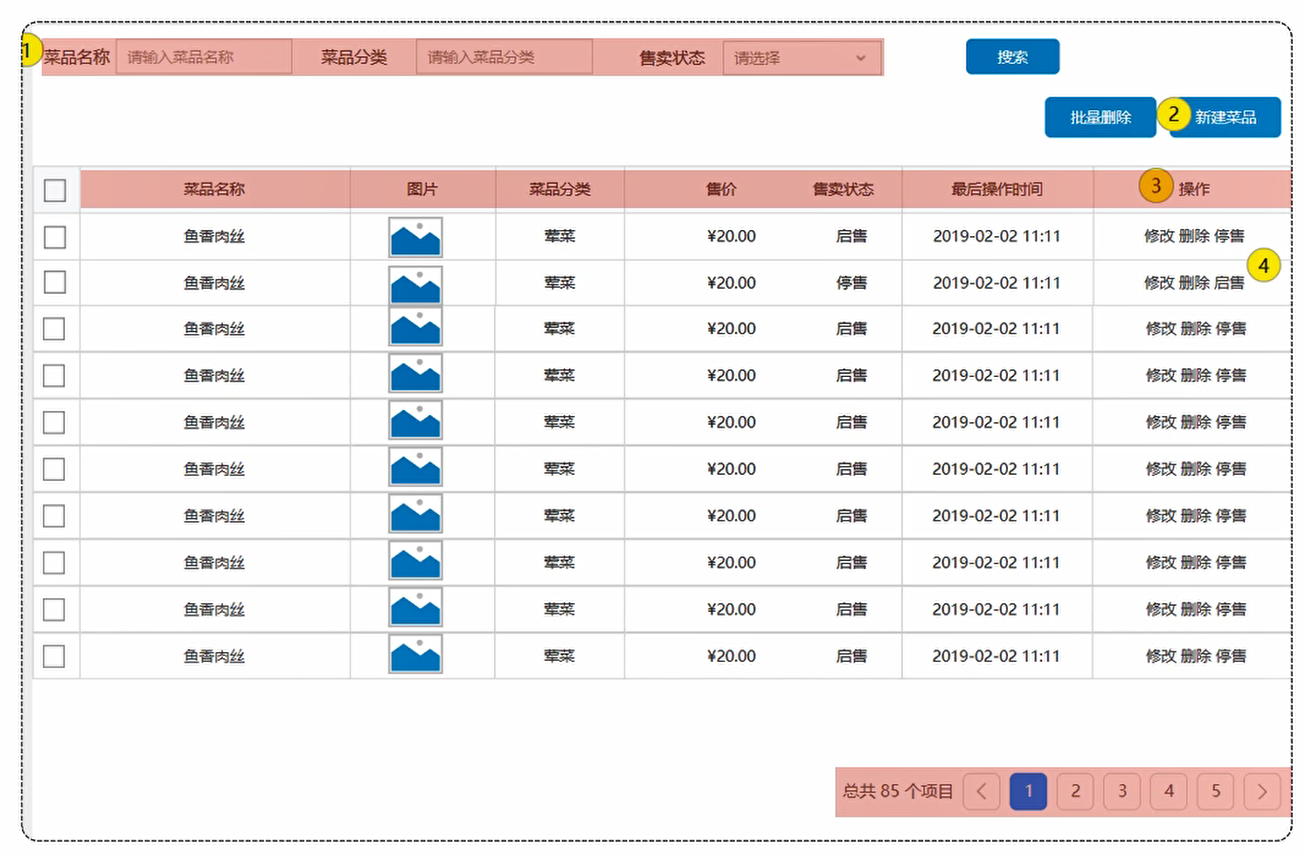 1 菜品名称 请输入菜品名称 菜品分类 请输入菜品分类 售卖状态 请选择 搜索
批量删除 2 新建菜品
菜品名称 图片 菜品分类 售价 售卖状态 最后操作时间 3 操作
鱼香肉丝 荤菜 ¥20.00 启售 2019-02-02 11:11 修改 删除 停售
4
鱼香肉丝 荤菜 ¥20.00 停售 2019-02-02 11:11 修改 删除 启售
鱼香肉丝 荤菜 ¥20.00 启售 2019-02-02 11:11 修改 删除 停售
鱼香肉丝 荤菜 ¥20.00 启售 2019-02-02 11:11 修改 删除 停售
鱼香肉丝 荤菜 ¥20.00 启售 2019-02-02 11:11 修改 删除 停售
鱼香肉丝 荤菜 ¥20.00 启售 2019-02-02 11:11 修改 删除 停售
鱼香肉丝 荤菜 ¥20.00 启售 2019-02-02 11:11 修改 删除 停售
鱼香肉丝 荤菜 ¥20.00 启售 2019-02-02 11:11 修改 删除 停售
鱼香肉丝 荤菜 ¥20.00 启售 2019-02-02 11:11 修改 删除 停售
鱼香肉丝 荤菜 ¥20.00 启售 2019-02-02 11:11 修改 删除 停售
总共 85 个项目 < 1 2 3 4 5 >